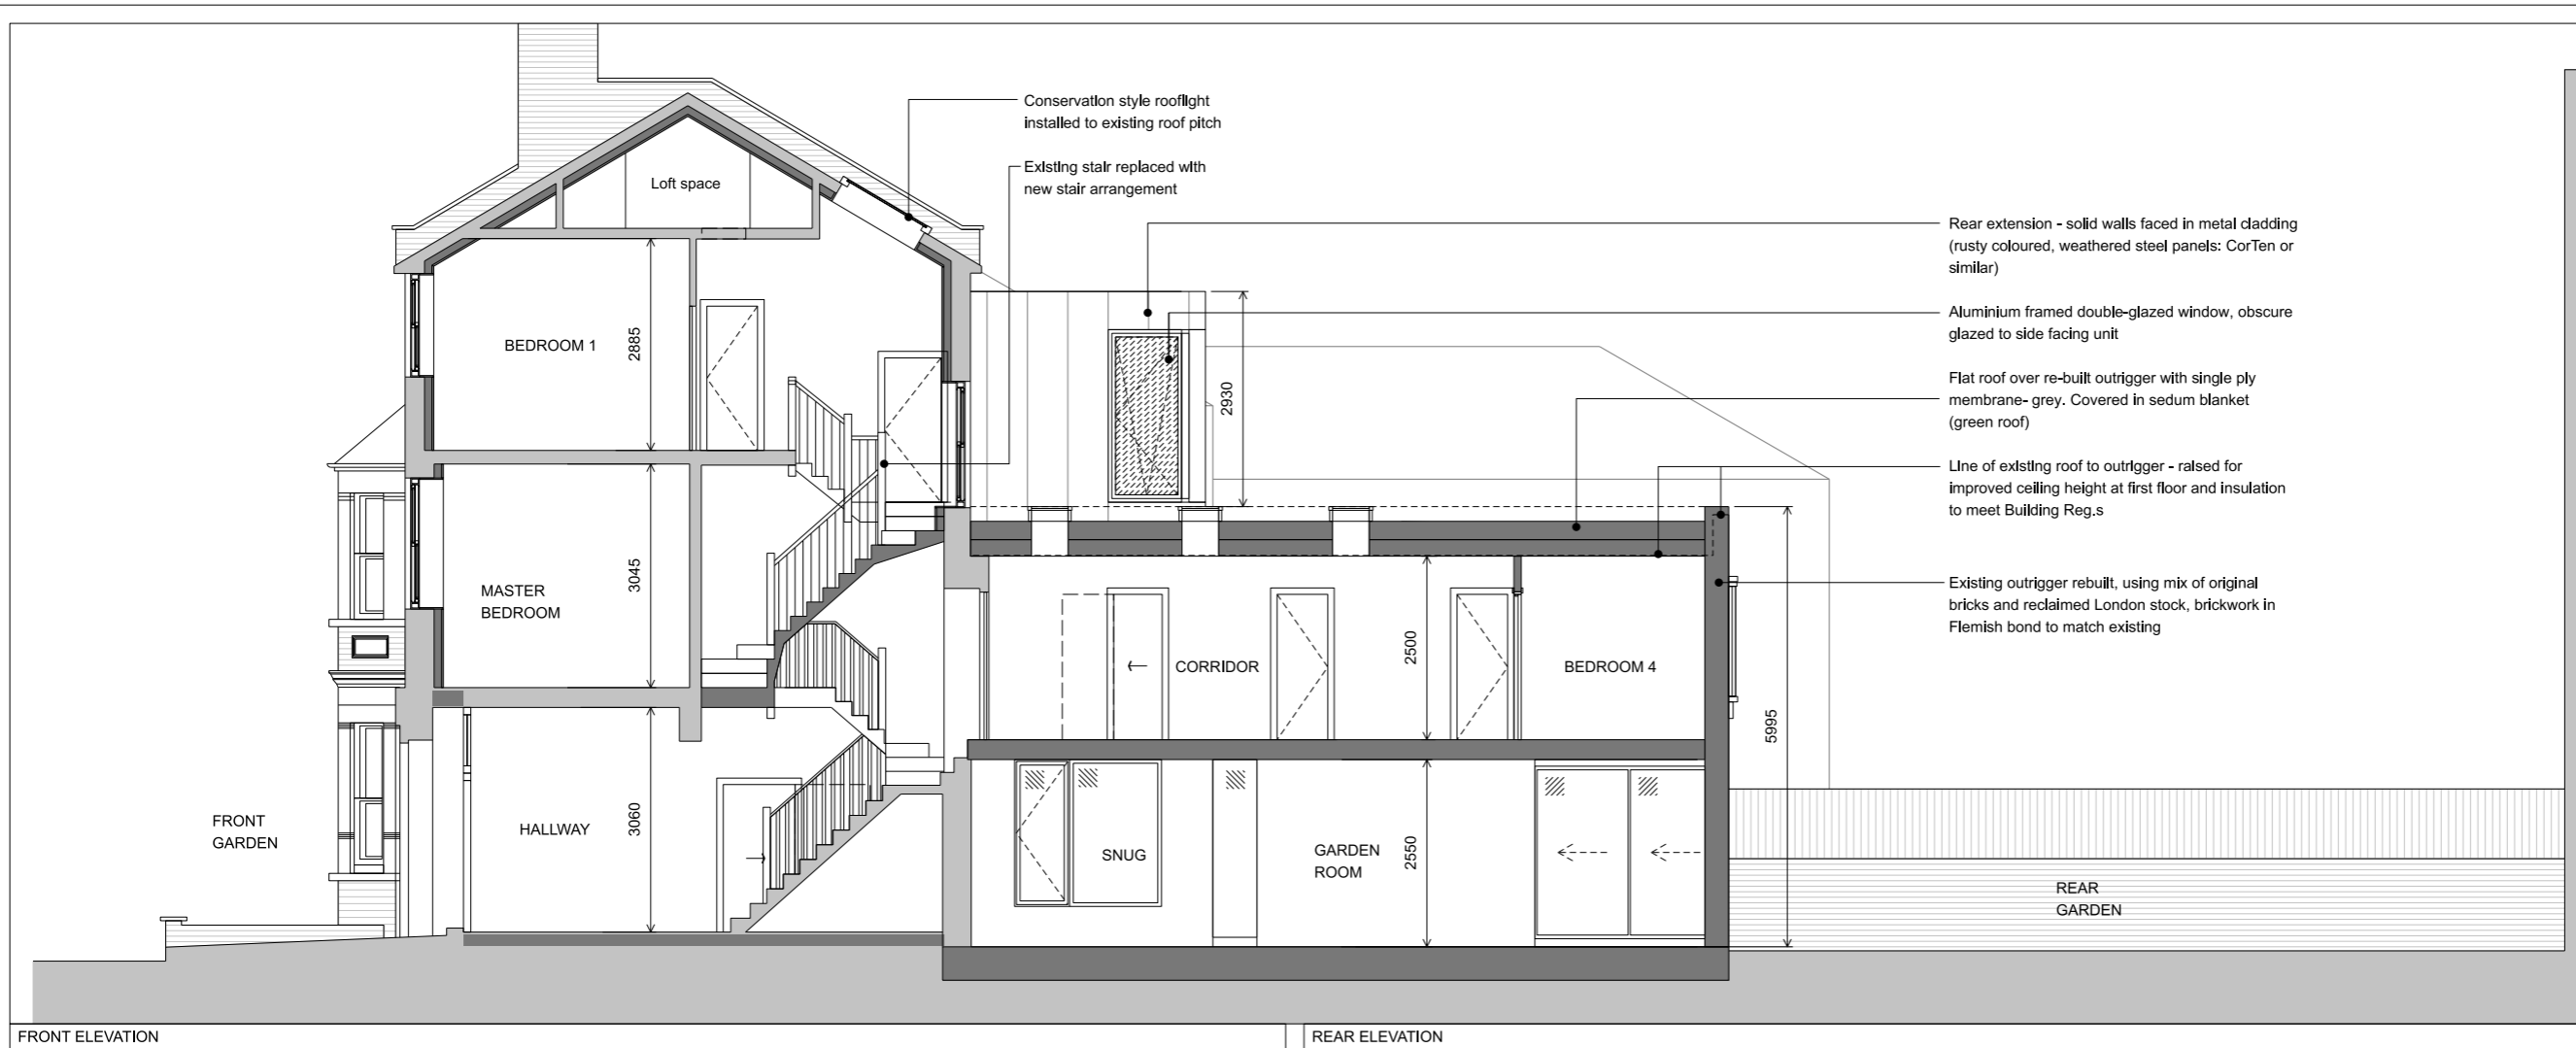 Conservation style rooflight
installed to existing roof pitch
Existing stair replaced with
new stair arrangement
Loft space
Rear extension - solid walls faced in metal cladding
(rusty coloured, weathered steel panels: CorTen or
similar)
Aluminium framed double-glazed window, obscure
glazed to side facing unit
Flat roof over re-built outrigger with single ply
membrane- grey. Covered in sedum blanket
(green roof)
Line of existing roof to outrigger - raised for
improved ceiling height at first floor and insulation
to meet Building Reg.s
Existing outrigger rebuilt, using mix of original
bricks and reclaimed London stock, brickwork in
Flemish bond to match existing
BEDROOM 1
2885
2930
MASTER
BEDROOM
3045
CORRIDOR
2500
BEDROOM 4
5995
FRONT
GARDEN
HALLWAY
3060
SNUG
GARDEN
ROOM
2550
REAR
GARDEN
FRONT ELEVATION
REAR ELEVATION